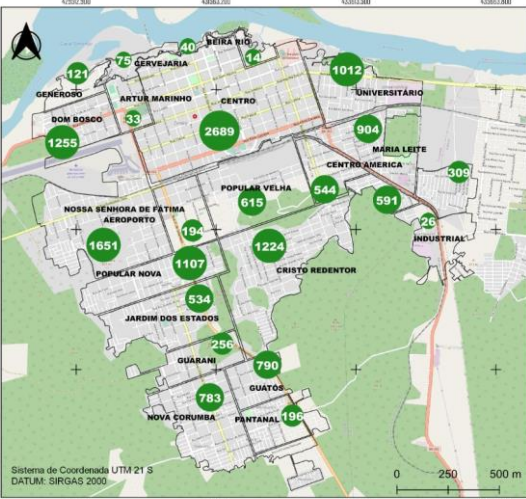 40
BEIRA RIO
14
75
CERVEJARIA
121
1012
GENEROSO
ARTUR MARINHO
CENTRO
UNIVERSITÁRIO
DOM BOSCO
33
1255
2689
904
MARIA LEITE
CENTRO AMERICA
309
POPULAR VELHA
544
615
591
NOSSA SENHORA DE FÁTIMA
AEROPORTO
194
26
INDUSTRIAL
1651
1224
1107
POPULAR NOVA
CRISTO REDENTOR
534
JARDIM DOS ESTADOS
256
GUARANI
790
GUATÓS
783
NOVA CORUMBA
PANTANAL
196
Sistema de Coordenada UTM 21 S
DATUM: SIRGAS 2000
0 250 500 m